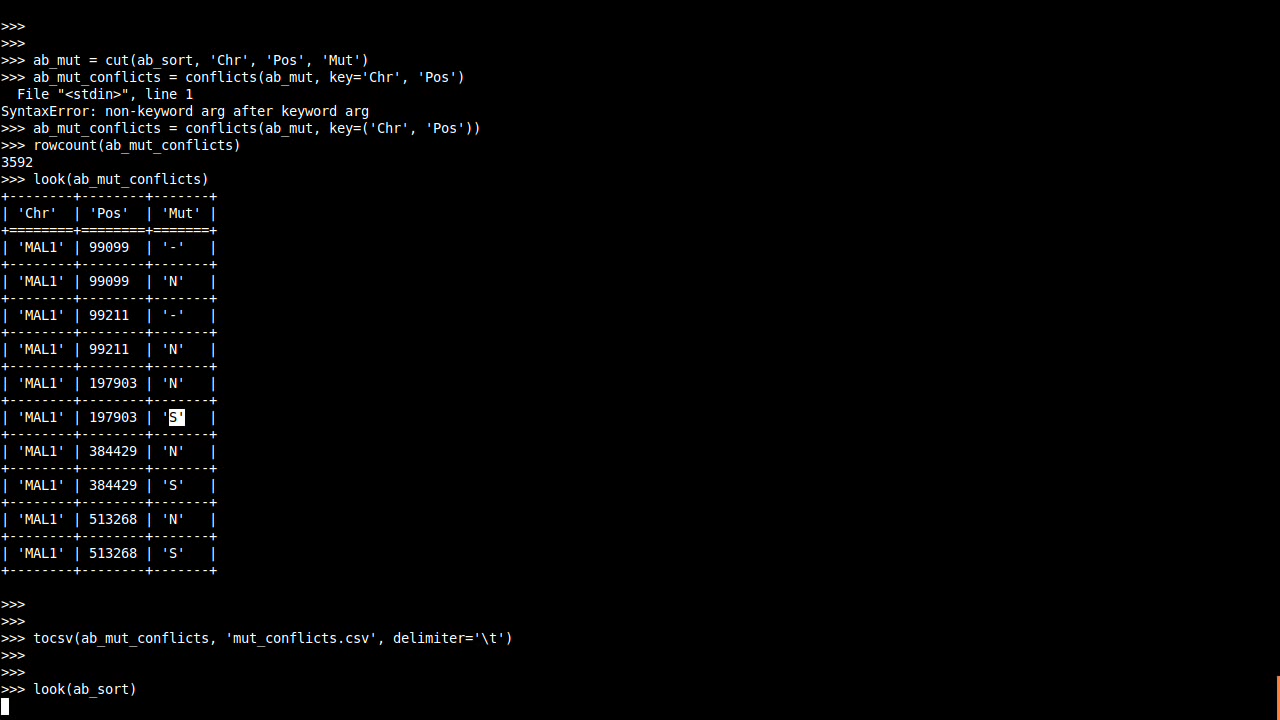 >>>
>>>
>>> ab_mut = cut(ab_sort, 'Chr', 'Pos', 'Mut')
>>> ab_mut_conflicts = conflicts(ab_mut, key='Chr', 'Pos')
  File "<stdin>", line 1
SyntaxError: non-keyword arg after keyword arg
>>> ab_mut_conflicts = conflicts(ab_mut, key=('Chr', 'Pos'))
>>> rowcount(ab_mut_conflicts)
3592
>>> look(ab_mut_conflicts)
+--------+--------+-------+
| 'Chr'  | 'Pos'  | 'Mut' |
+========+========+=======+
| 'MAL1' | 99099  | '-'   |
+--------+--------+-------+
| 'MAL1' | 99099  | 'N'   |
+--------+--------+-------+
| 'MAL1' | 99211  | '-'   |
+--------+--------+-------+
| 'MAL1' | 99211  | 'N'   |
+--------+--------+-------+
| 'MAL1' | 197903 | 'N'   |
+--------+--------+-------+
| 'MAL1' | 197903 | 'S'   |
+--------+--------+-------+
| 'MAL1' | 384429 | 'N'   |
+--------+--------+-------+
| 'MAL1' | 384429 | 'S'   |
+--------+--------+-------+
| 'MAL1' | 513268 | 'N'   |
+--------+--------+-------+
| 'MAL1' | 513268 | 'S'   |
+--------+--------+-------+
>>>
>>>
>>> tocsv(ab_mut_conflicts, 'mut_conflicts.csv', delimiter='\t')
>>>
>>>
>>> look(ab_sort)